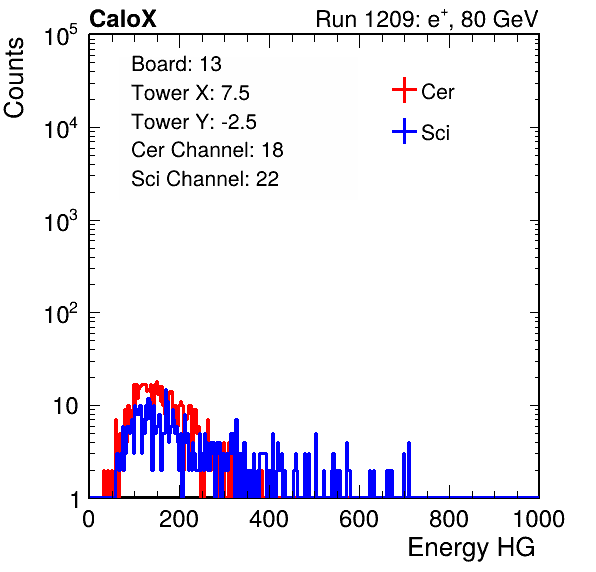 CaloX Run 1209: e⁺, 80 GeV
Counts
10⁵
10⁴
10³
10²
10
1
Board: 13
Tower X: 7.5
Tower Y: -2.5
Cer Channel: 18
Sci Channel: 22
Cer
Sci
0 200 400 600 800 1000
Energy HG